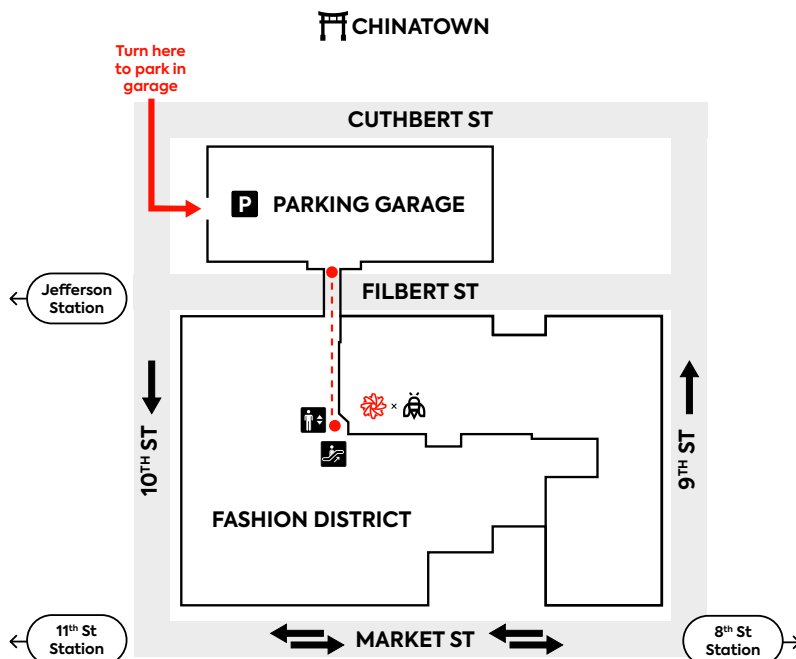 CHINATOWN
Turn here
to park in
garage
CUTHBERT ST
P PARKING GARAGE
Jefferson
Station
FILBERT ST
10TH ST
×
9TH ST
FASHION DISTRICT
11th St
Station
MARKET ST
8th St
Station